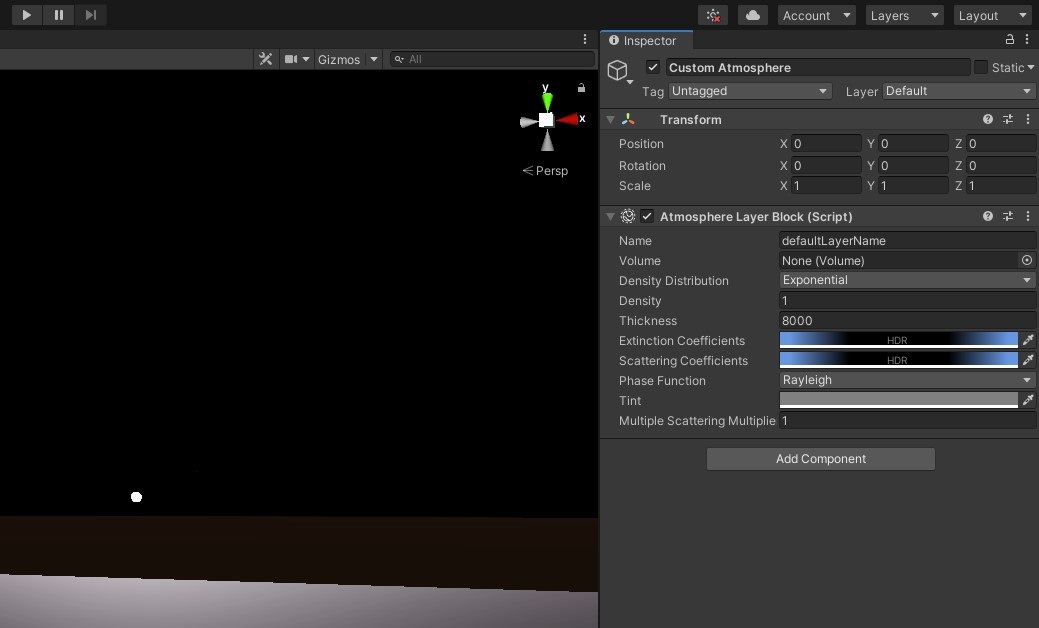 Account
Layers
Layout
Gizmos
All
y
x
Persp
Inspector
Custom Atmosphere
Static
Tag Untagged Layer Default
Transform
Position X 0 Y 0 Z 0
Rotation X 0 Y 0 Z 0
Scale X 1 Y 1 Z 1
Atmosphere Layer Block (Script)
Name defaultLayerName
Volume None (Volume)
Density Distribution Exponential
Density 1
Thickness 8000
Extinction Coefficients HDR
Scattering Coefficients HDR
Phase Function Rayleigh
Tint
Multiple Scattering Multiplie 1
Add Component